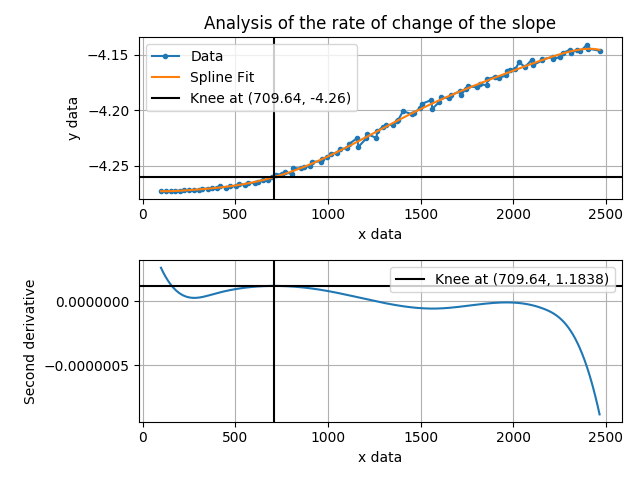 Analysis of the rate of change of the slope
−4.15
−4.20
−4.25
y data
Data
Spline Fit
Knee at (709.64, -4.26)
0 500 1000 1500 2000 2500
x data
0.0000000
−0.0000005
Second derivative
Knee at (709.64, 1.1838)
0 500 1000 1500 2000 2500
x data